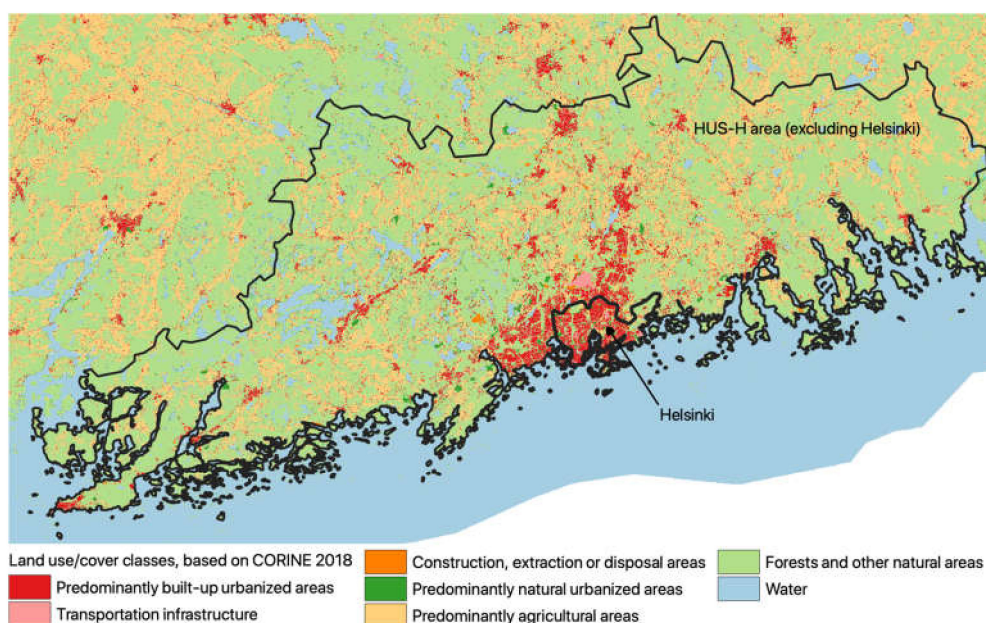 HUS-H area (excluding Helsinki)
Helsinki
Land use/cover classes, based on CORINE 2018
Predominantly built-up urbanized areas
Transportation infrastructure
Construction, extraction or disposal areas
Predominantly natural urbanized areas
Predominantly agricultural areas
Forests and other natural areas
Water